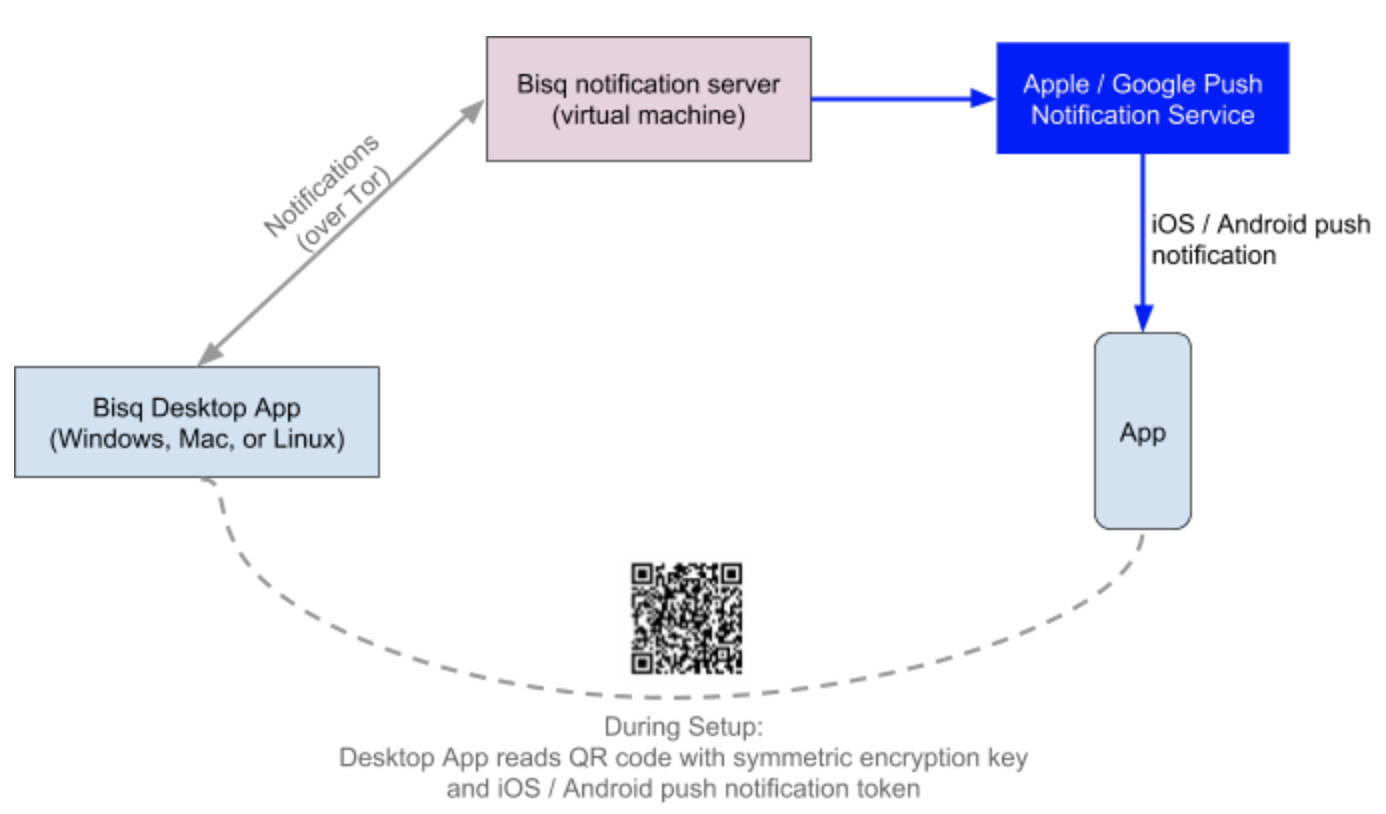 Bisq notification server
(virtual machine)
Apple / Google Push
Notification Service
Notifications
(over Tor)
iOS / Android push
notification
Bisq Desktop App
(Windows, Mac, or Linux)
App
During Setup:
Desktop App reads QR code with symmetric encryption key
and iOS / Android push notification token